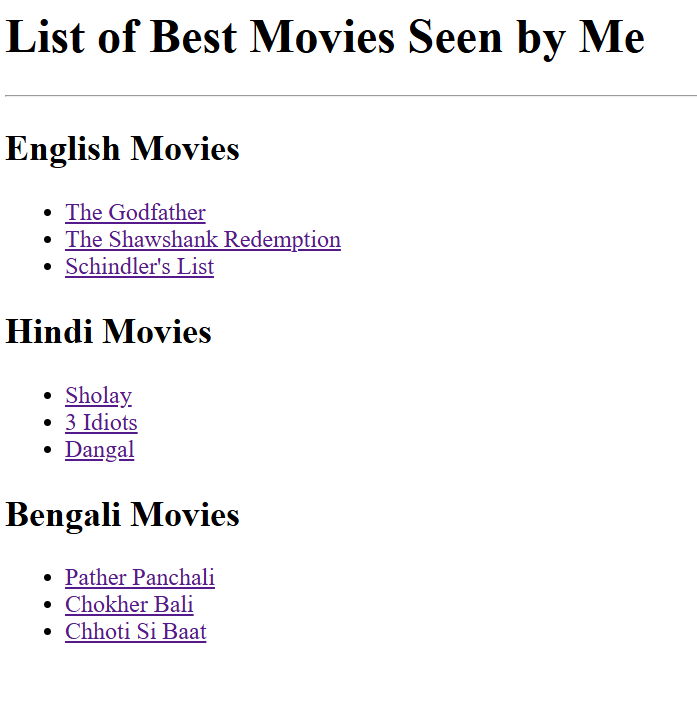 List of Best Movies Seen by Me
English Movies
The Godfather
The Shawshank Redemption
Schindler's List
Hindi Movies
Sholay
3 Idiots
Dangal
Bengali Movies
Pather Panchali
Chokher Bali
Chhoti Si Baat